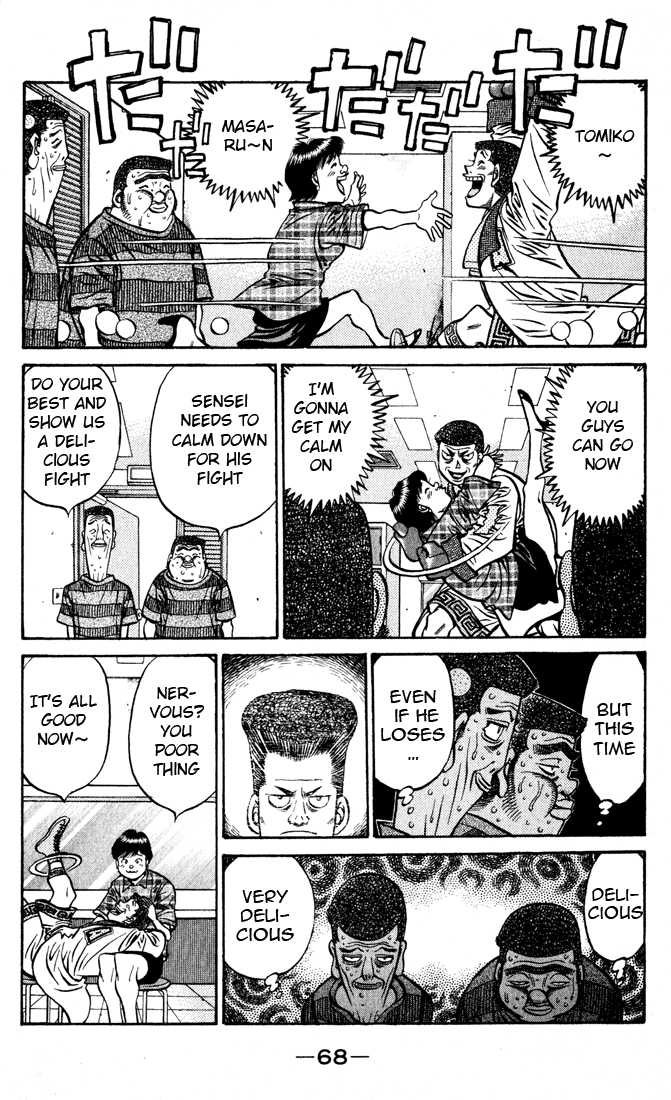 だだだだだ
TOMIKO
~
MASA-
RU~N
YOU
GUYS
CAN GO
NOW
I'M
GONNA
GET MY
CALM
ON
SENSEI
NEEDS TO
CALM DOWN
FOR HIS
FIGHT
DO YOUR
BEST AND
SHOW US
A DELI-
CIOUS
FIGHT
BUT
THIS
TIME
EVEN
IF HE
LOSES
...
NER-
VOUS?
YOU
POOR
THING
IT'S ALL
GOOD
NOW~
DELI-
CIOUS
VERY
DELI-
CIOUS
—68—